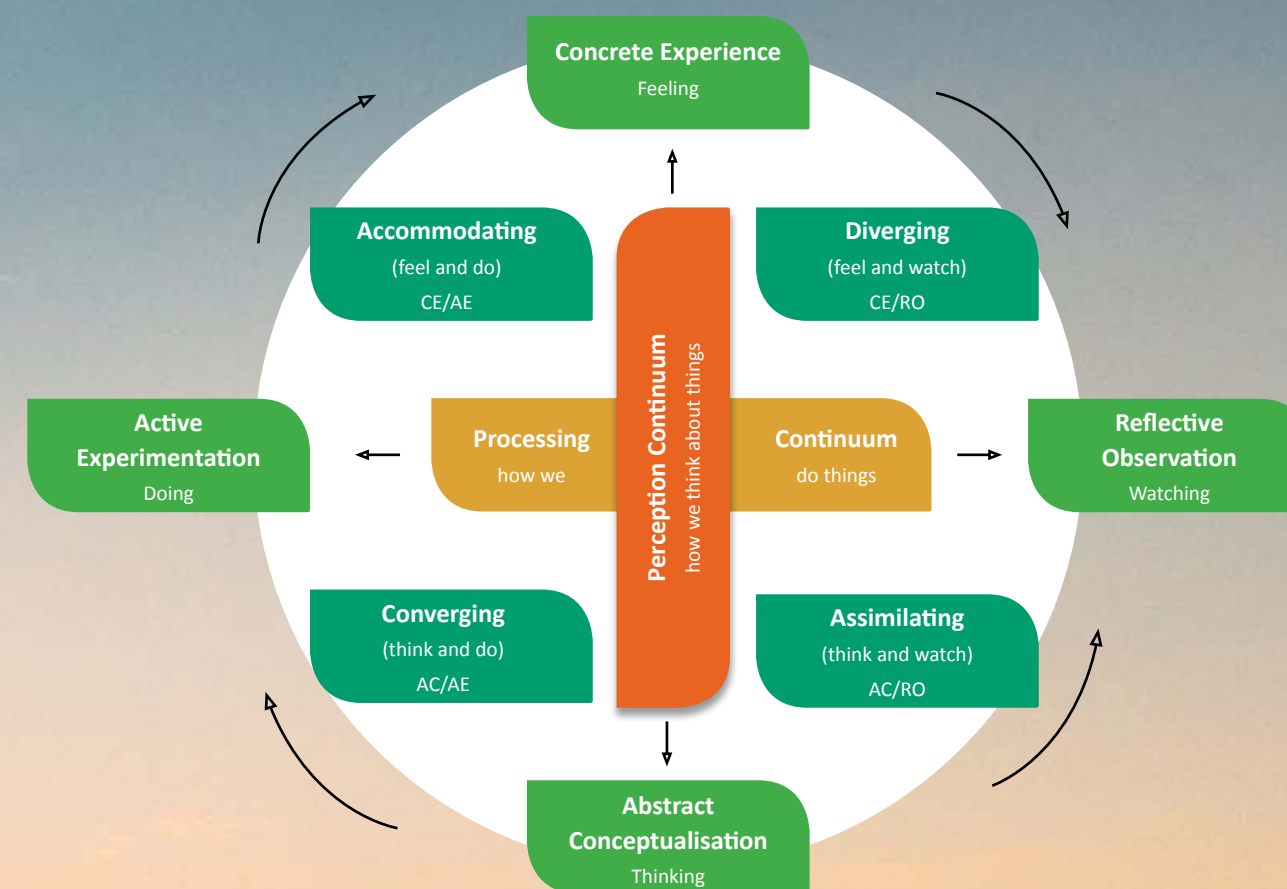 Concrete Experience
Feeling
Accommodating
(feel and do)
CE/AE
Diverging
(feel and watch)
CE/RO
Active
Experimentation
Doing
Processing
how we
Perception Continuum
how we think about things
Continuum
do things
Reflective
Observation
Watching
Converging
(think and do)
AC/AE
Assimilating
(think and watch)
AC/RO
Abstract
Conceptualisation
Thinking